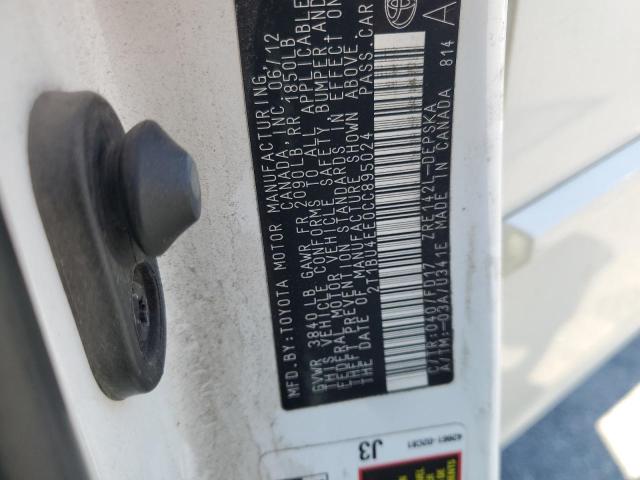 MFD.BY:TOYOTA MOTOR MANUFACTURING
CANADA, INC. 06/12
GVWR 3840LB GAWR FR 2090LB RR 1850LB
THIS VEHICLE CONFORMS TO ALL APPLICABLE
FEDERAL MOTOR VEHICLE SAFETY, BUMPER, AND
THEFT PREVENTION STANDARDS IN EFFECT ON
THE DATE OF MANUFACTURE SHOWN ABOVE.
2T1BU4EE0CC895024 PASS.CAR
C/TR:040/FD17 ZRE142L-DEPSKA
A/TM:-03A/U341E MADE IN CANADA 814
TOYOTA
A
J3